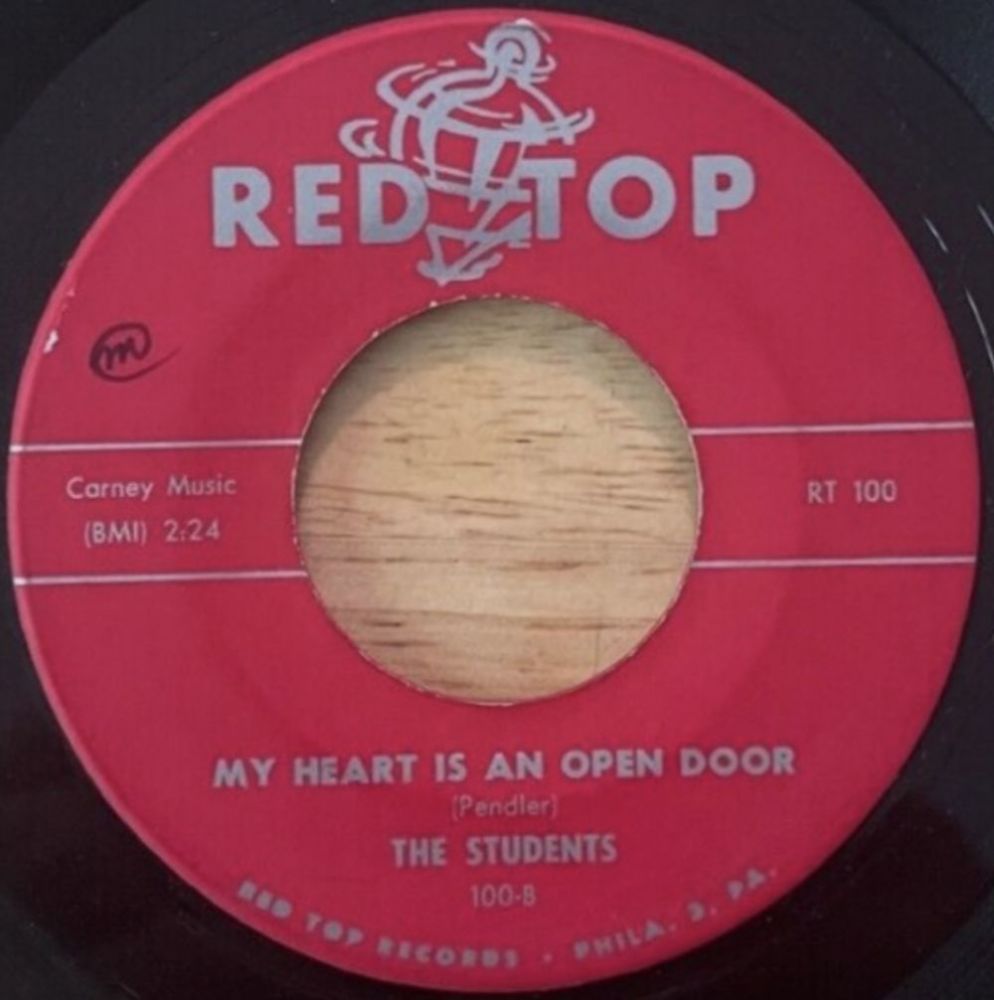 RED TOP
m
Carney Music
(BMI) 2:24
RT 100
MY HEART IS AN OPEN DOOR
(Pendler)
THE STUDENTS
100-B
RED TOP RECORDS · PHILA. 3, PA.